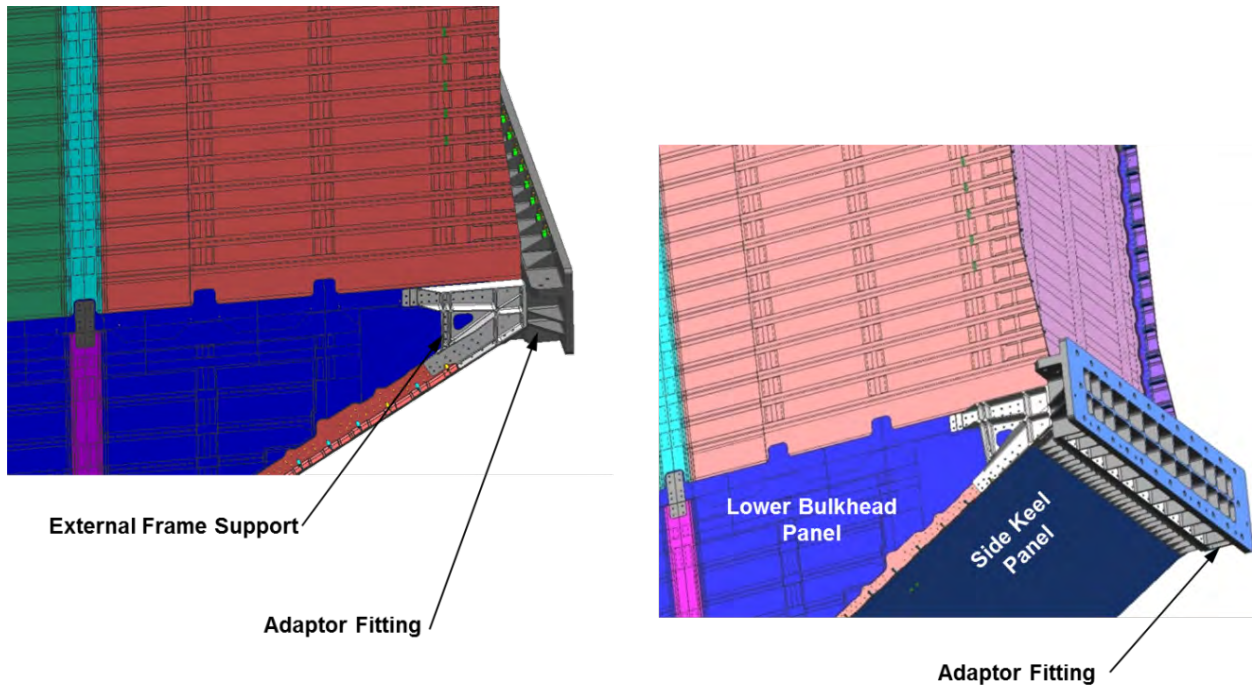 External Frame Support
Adaptor Fitting
Lower Bulkhead
Panel
Side Keel
Panel
Adaptor Fitting